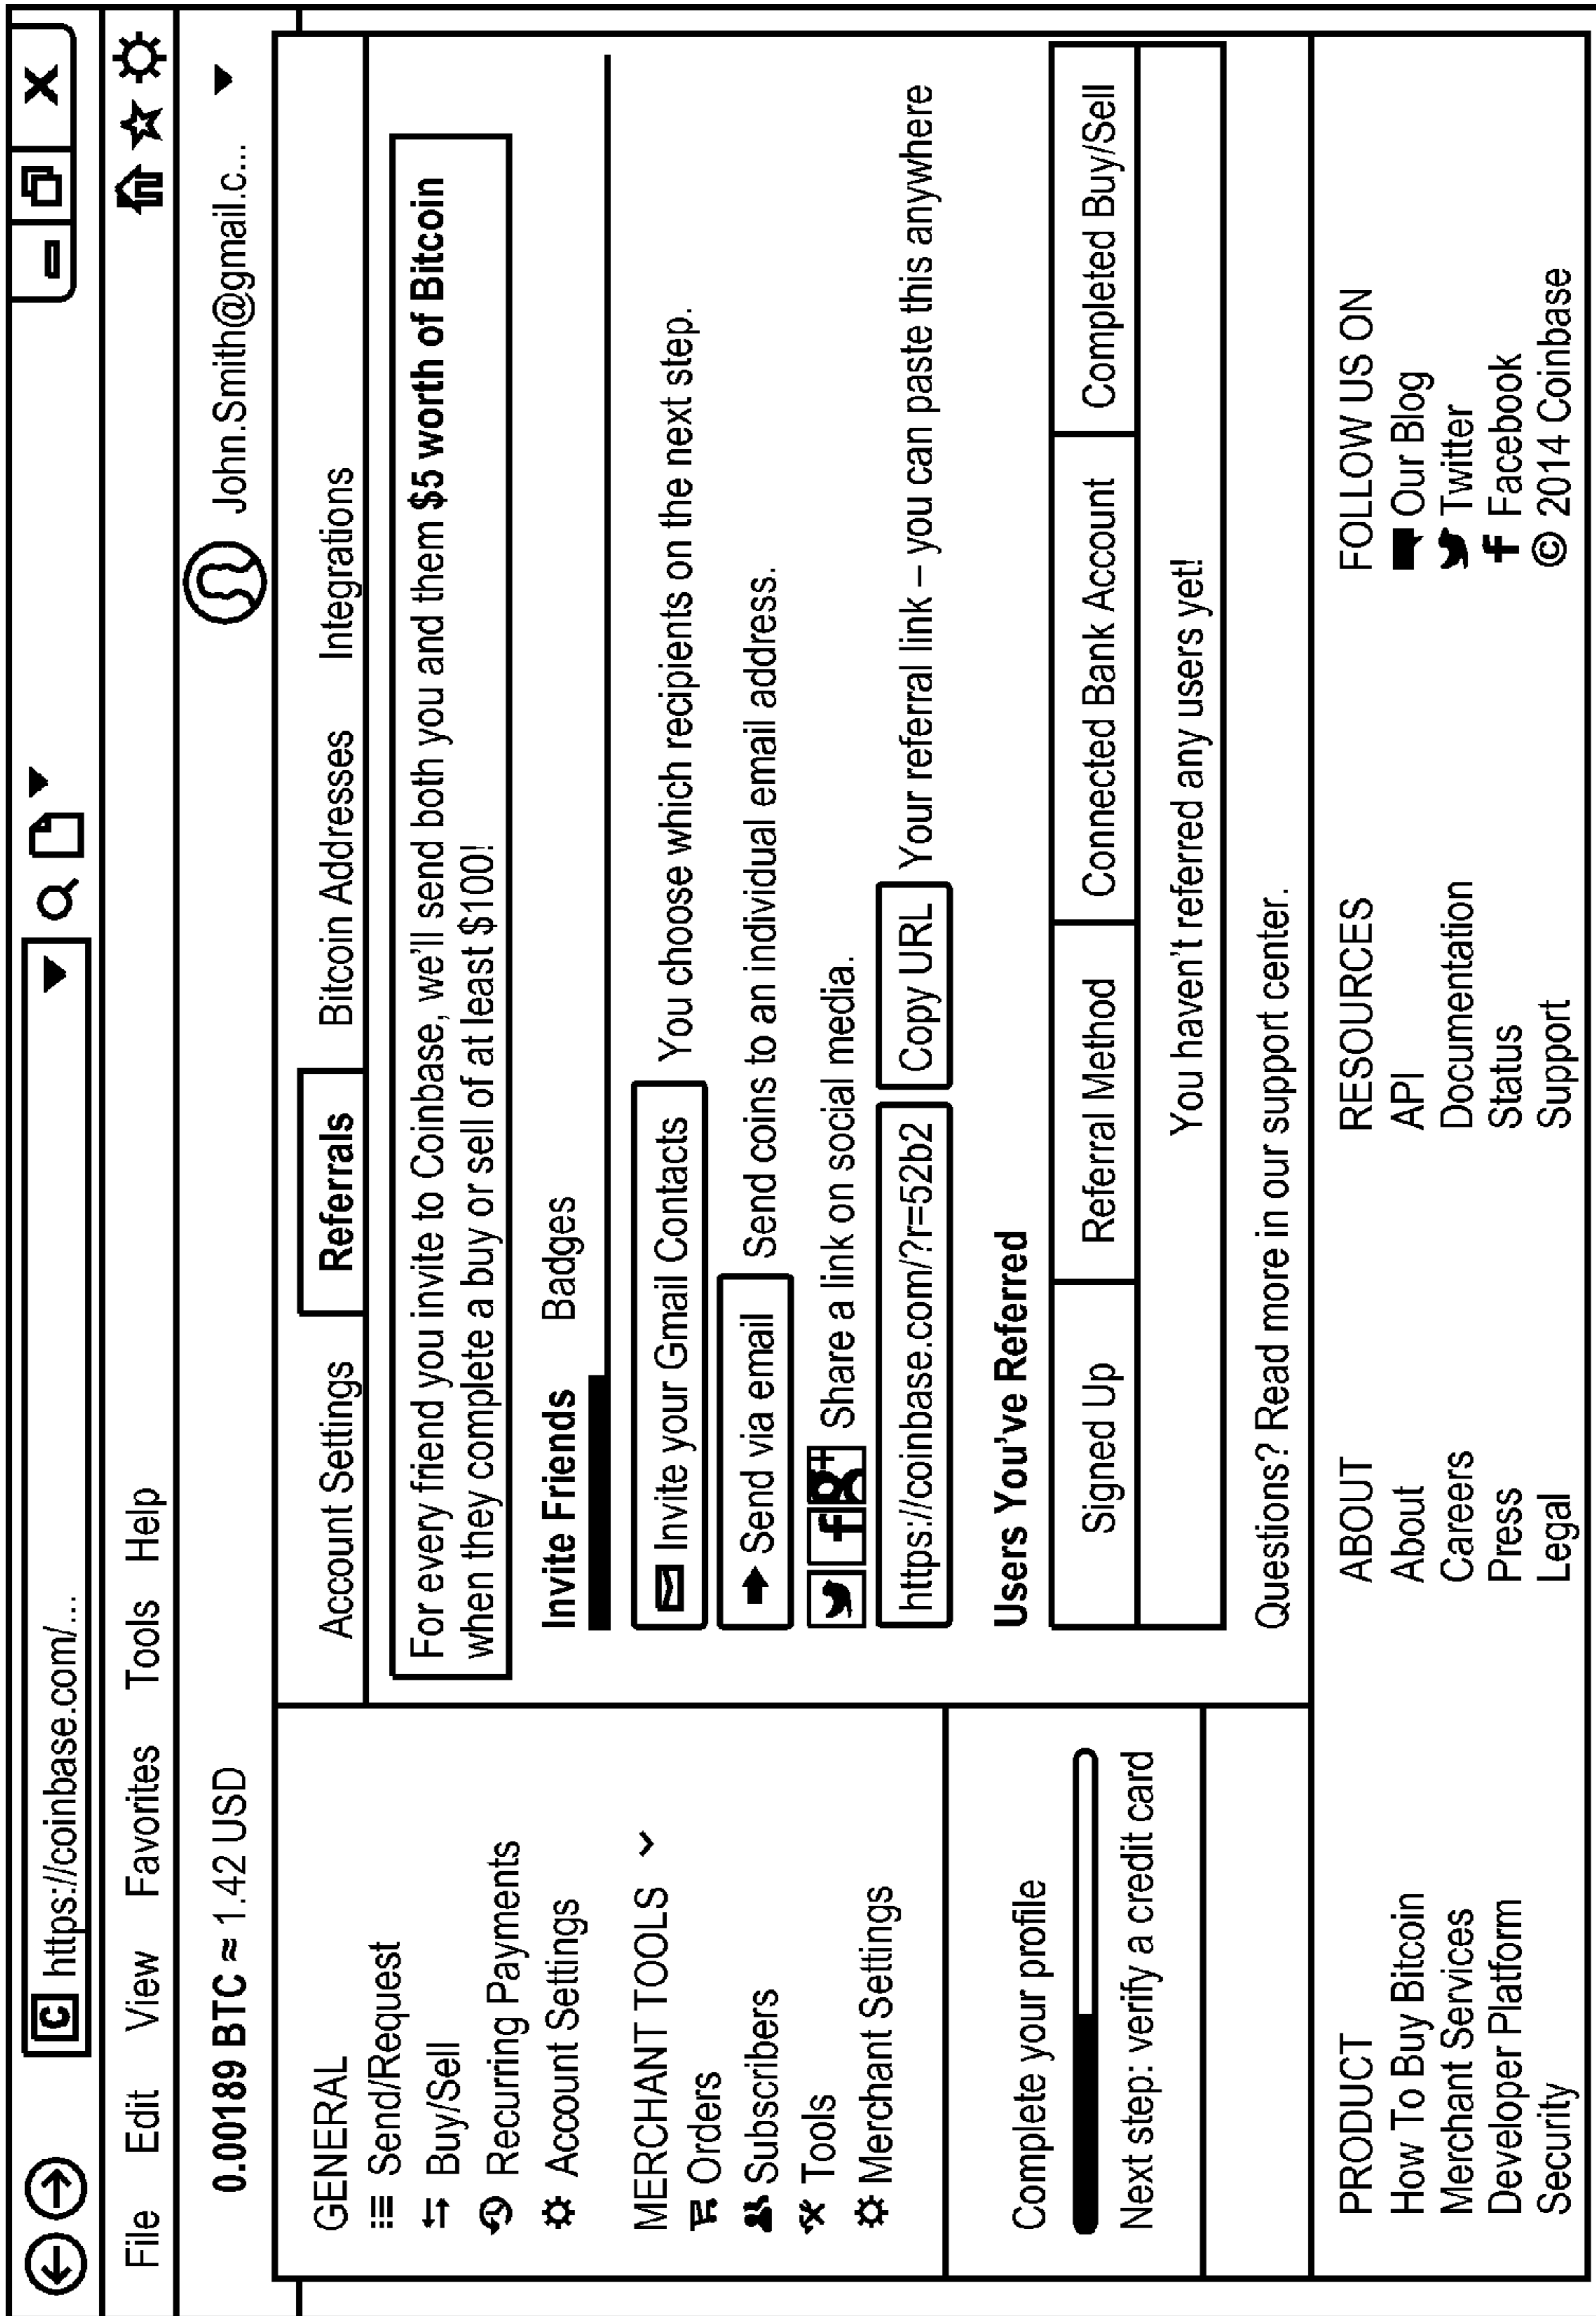 C https://coinbase.com/...
X
File Edit View Favorites Tools Help
0.00189 BTC ≈ 1.42 USD
John.Smith@gmail.c...
GENERAL
Send/Request
Buy/Sell
Recurring Payments
Account Settings
MERCHANT TOOLS
Orders
Subscribers
Tools
Merchant Settings
Complete your profile
Next step: verify a credit card
Account Settings Referrals Bitcoin Addresses Integrations
For every friend you invite to Coinbase, we'll send both you and them $5 worth of Bitcoin
when they complete a buy or sell of at least $100!
Invite Friends Badges
Invite your Gmail Contacts You choose which recipients on the next step.
Send via email Send coins to an individual email address.
f g+ Share a link on social media.
https://coinbase.com/?r=52b2 Copy URL Your referral link – you can paste this anywhere
Users You've Referred
Signed Up Referral Method Connected Bank Account Completed Buy/Sell
You haven't referred any users yet!
Questions? Read more in our support center.
PRODUCT
How To Buy Bitcoin
Merchant Services
Developer Platform
Security
ABOUT
About
Careers
Press
Legal
RESOURCES
API
Documentation
Status
Support
FOLLOW US ON
Our Blog
Twitter
f Facebook
© 2014 Coinbase